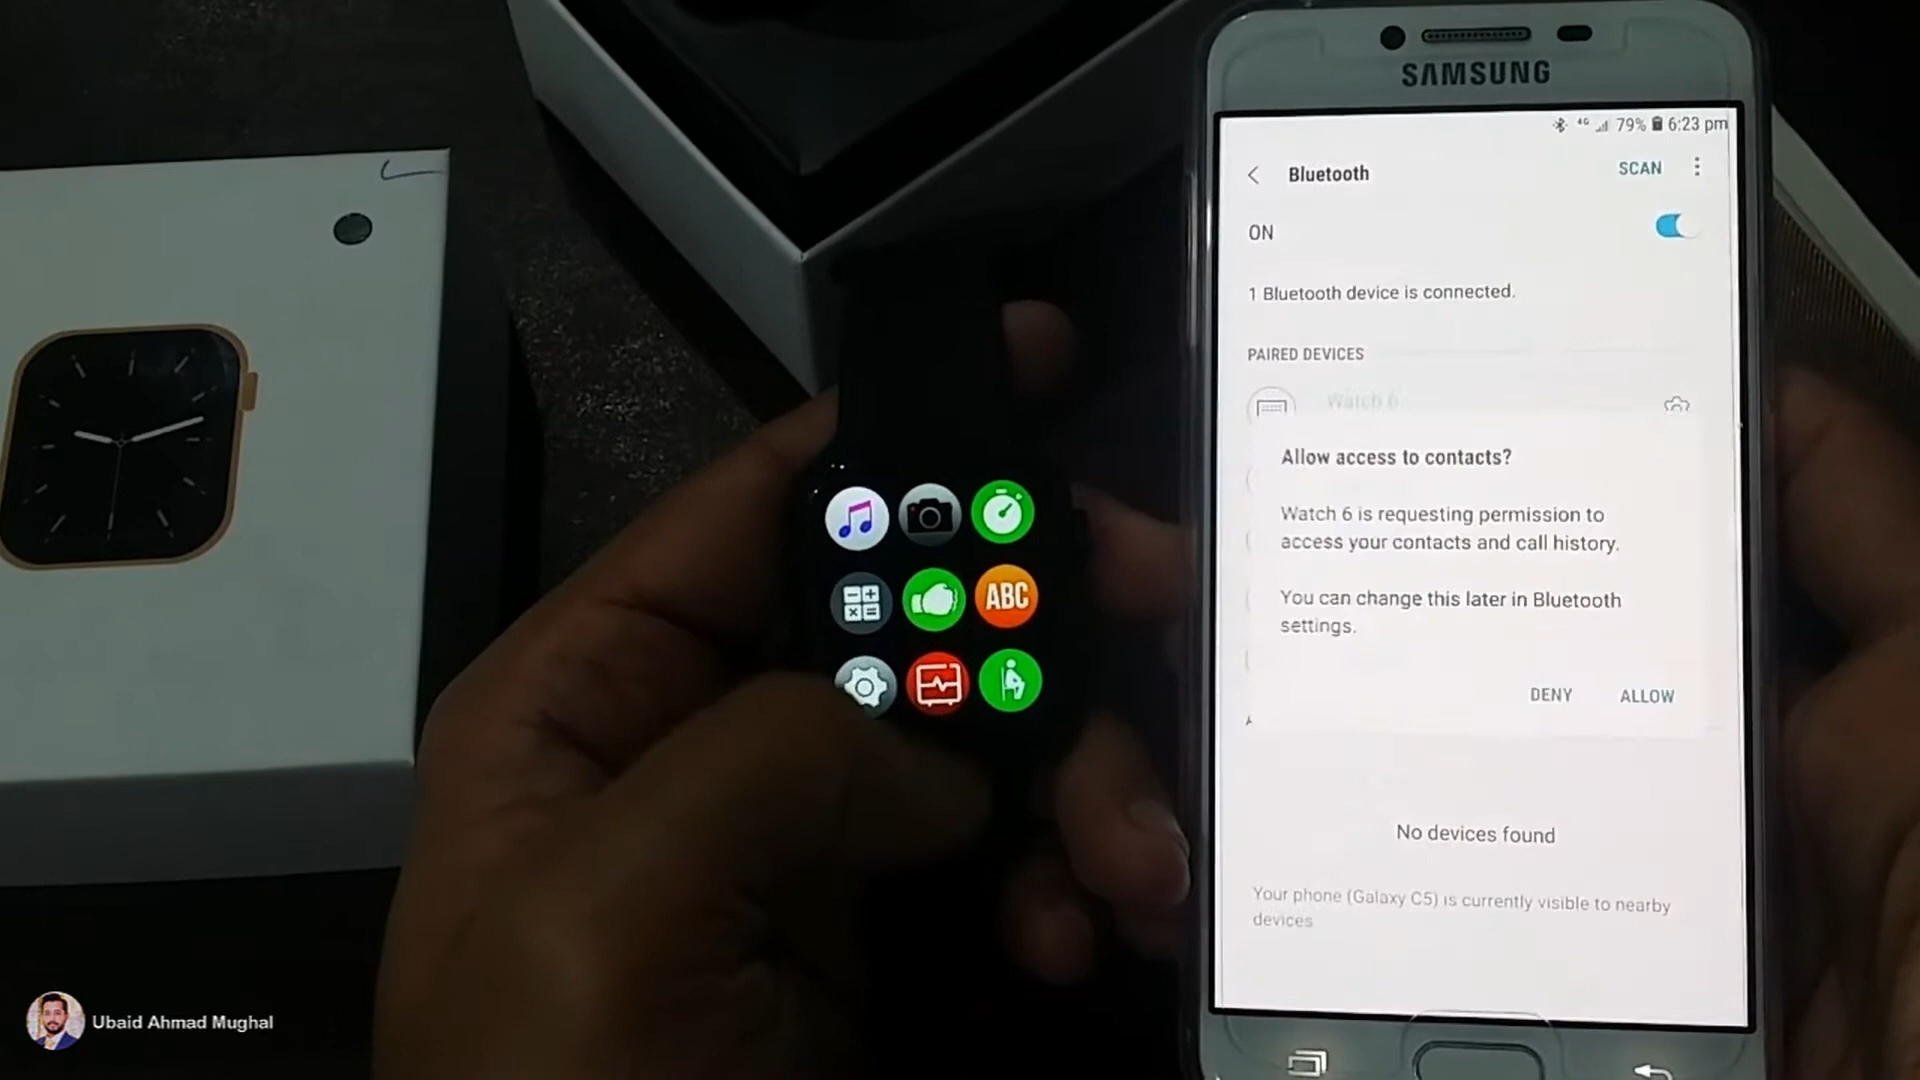 SAMSUNG
4G 79% 6:23 pm
Bluetooth SCAN
ON
1 Bluetooth device is connected.
PAIRED DEVICES
Watch 6
Allow access to contacts?
Watch 6 is requesting permission to
access your contacts and call history.
You can change this later in Bluetooth
settings.
DENY ALLOW
No devices found
Your phone (Galaxy C5) is currently visible to nearby
devices
ABC
Ubaid Ahmad Mughal